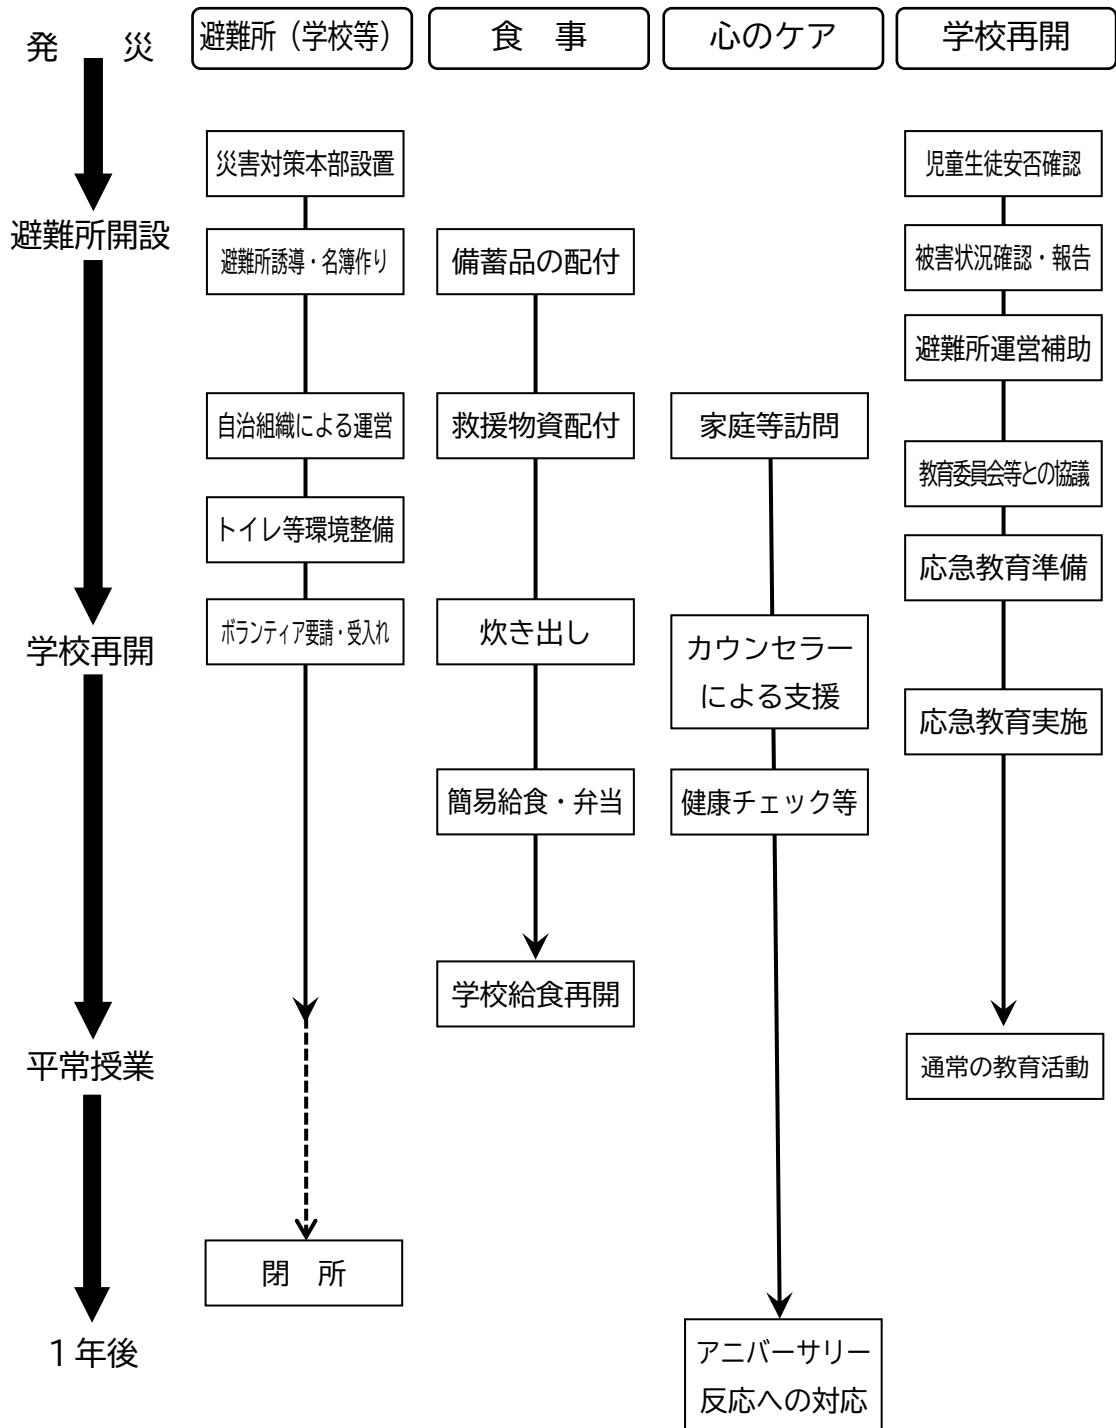 発　災
避難所（学校等）
食　事
心のケア
学校再開
災害対策本部設置
児童生徒安否確認
避難所開設
避難所誘導・名簿作り
備蓄品の配付
被害状況確認・報告
避難所運営補助
自治組織による運営
救援物資配付
家庭等訪問
教育委員会等との協議
トイレ等環境整備
応急教育準備
学校再開
ボランティア要請・受入れ
炊き出し
カウンセラー
による支援
応急教育実施
簡易給食・弁当
健康チェック等
学校給食再開
平常授業
通常の教育活動
閉　所
１年後
アニバーサリー
反応への対応